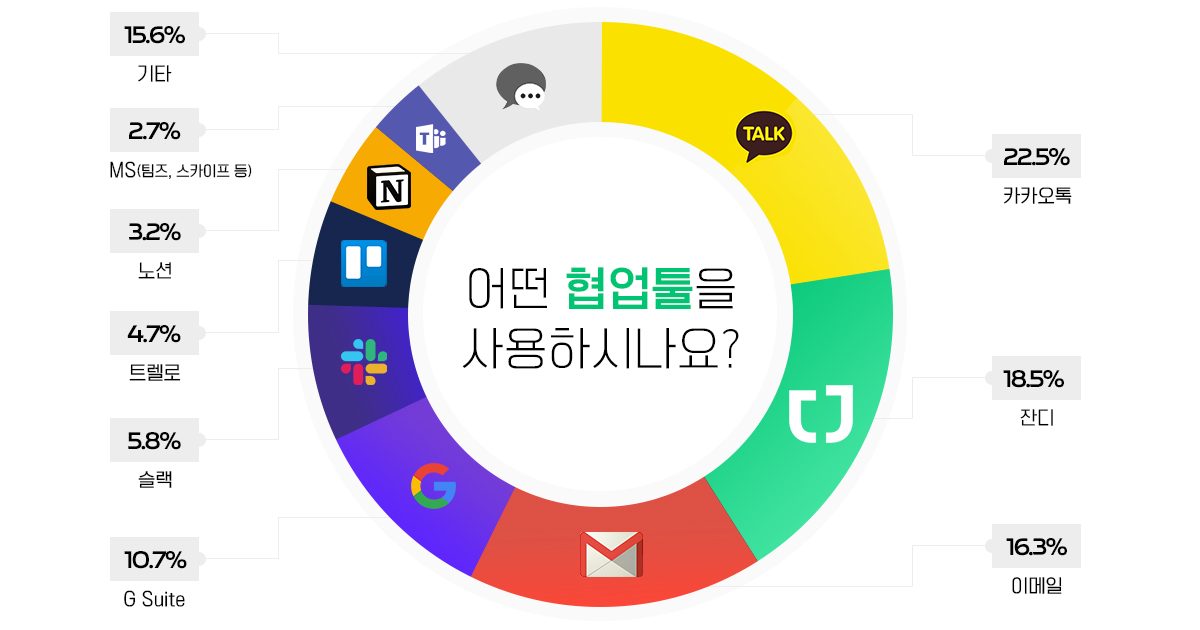 어떤 협업툴을
사용하시나요?
TALK
22.5%
카카오톡
18.5%
잔디
16.3%
이메일
10.7%
G Suite
5.8%
슬랙
4.7%
트렐로
N
3.2%
노션
T
2.7%
MS(팀즈, 스카이프 등)
15.6%
기타